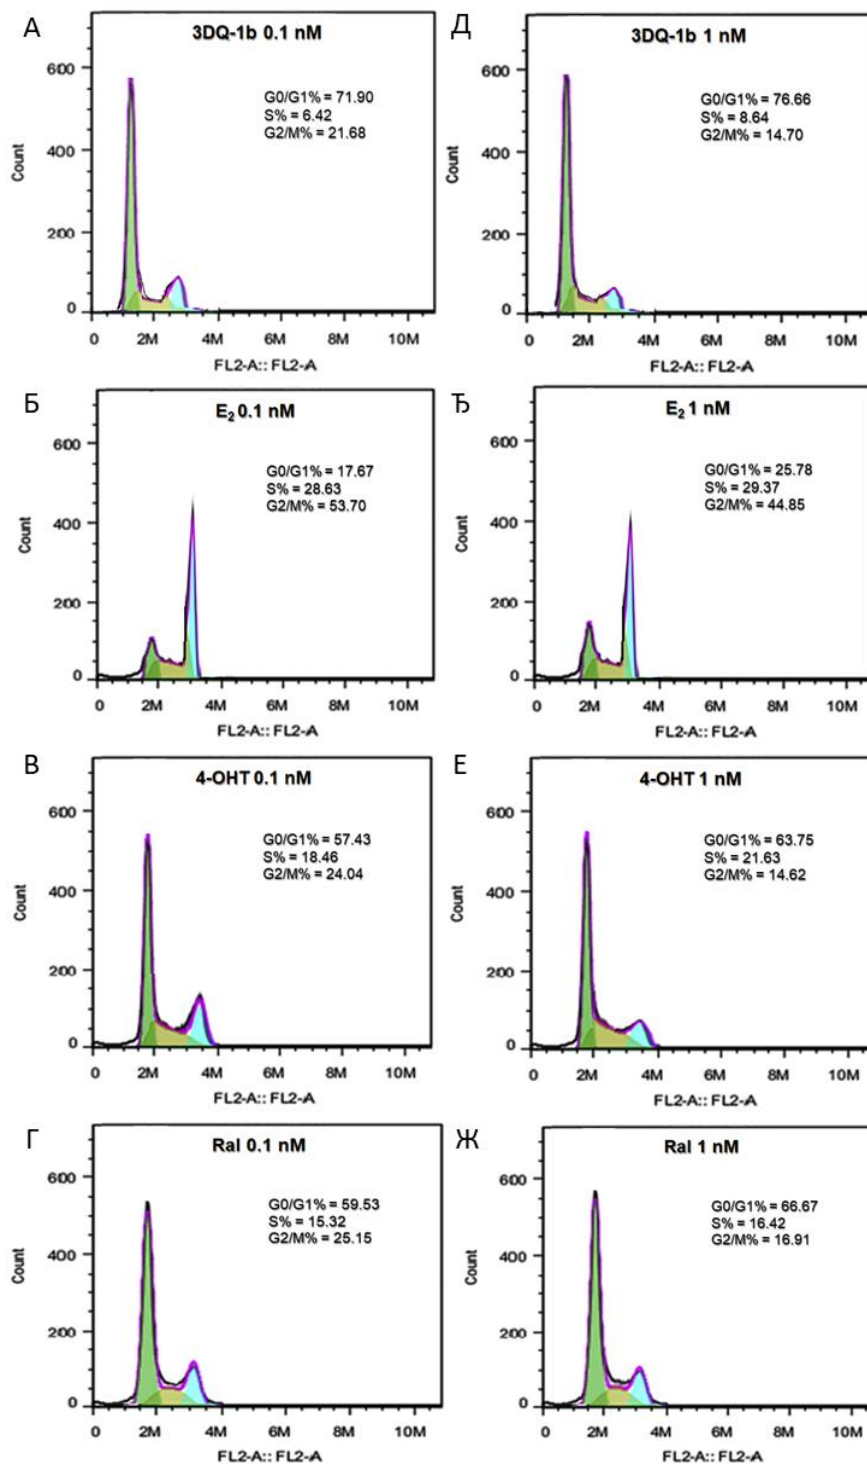 А
3DQ-1b 0.1 nM
G0/G1% = 71.90
S% = 6.42
G2/M% = 21.68
Count
600
400
200
0
0 2M 4M 6M 8M 10M
FL2-A:: FL2-A
Д
3DQ-1b 1 nM
G0/G1% = 76.66
S% = 8.64
G2/M% = 14.70
Count
600
400
200
0
0 2M 4M 6M 8M 10M
FL2-A:: FL2-A
Б
E₂ 0.1 nM
G0/G1% = 17.67
S% = 28.63
G2/M% = 53.70
Count
600
400
200
0
0 2M 4M 6M 8M 10M
FL2-A:: FL2-A
Ђ
E₂ 1 nM
G0/G1% = 25.78
S% = 29.37
G2/M% = 44.85
Count
600
400
200
0
0 2M 4M 6M 8M 10M
FL2-A:: FL2-A
В
4-OHT 0.1 nM
G0/G1% = 57.43
S% = 18.46
G2/M% = 24.04
Count
600
400
200
0
0 2M 4M 6M 8M 10M
FL2-A:: FL2-A
Е
4-OHT 1 nM
G0/G1% = 63.75
S% = 21.63
G2/M% = 14.62
Count
600
400
200
0
0 2M 4M 6M 8M 10M
FL2-A:: FL2-A
Г
Ral 0.1 nM
G0/G1% = 59.53
S% = 15.32
G2/M% = 25.15
Count
600
400
200
0
0 2M 4M 6M 8M 10M
FL2-A:: FL2-A
Ж
Ral 1 nM
G0/G1% = 66.67
S% = 16.42
G2/M% = 16.91
Count
600
400
200
0
0 2M 4M 6M 8M 10M
FL2-A:: FL2-A